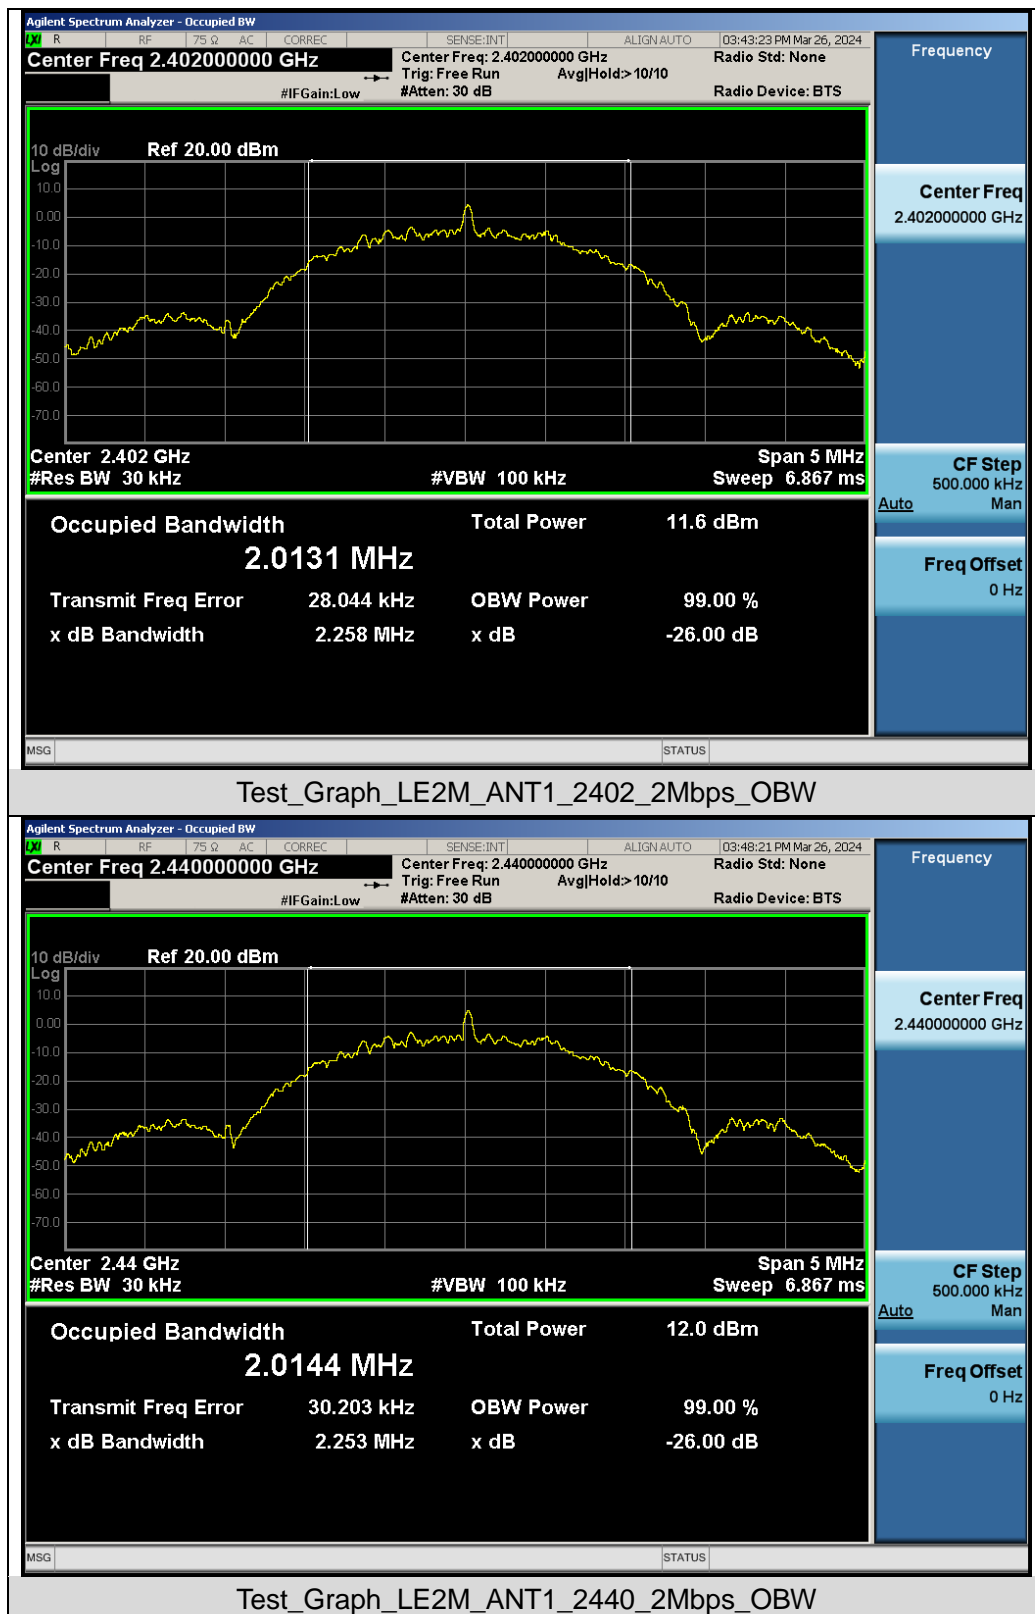 Agilent Spectrum Analyzer - Occupied BW
LXI R RF 75 Ω AC CORREC SENSE:INT ALIGN AUTO 03:43:23 PM Mar 26, 2024
Center Freq 2.402000000 GHz
Center Freq: 2.402000000 GHz
Radio Std: None
Trig: Free Run Avg|Hold:>10/10
#IFGain:Low #Atten: 30 dB Radio Device: BTS
Frequency
10 dB/div Ref 20.00 dBm
Log
10.0
0.00
-10.0
-20.0
-30.0
-40.0
-50.0
-60.0
-70.0
Center 2.402 GHz Span 5 MHz
#Res BW 30 kHz #VBW 100 kHz Sweep 6.867 ms
Center Freq
2.402000000 GHz
CF Step
500.000 kHz
Auto Man
Freq Offset
0 Hz
Occupied Bandwidth Total Power 11.6 dBm
2.0131 MHz
Transmit Freq Error 28.044 kHz OBW Power 99.00 %
x dB Bandwidth 2.258 MHz x dB -26.00 dB
MSG STATUS
Test_Graph_LE2M_ANT1_2402_2Mbps_OBW
Agilent Spectrum Analyzer - Occupied BW
LXI R RF 75 Ω AC CORREC SENSE:INT ALIGN AUTO 03:48:21 PM Mar 26, 2024
Center Freq 2.440000000 GHz
Center Freq: 2.440000000 GHz
Radio Std: None
Trig: Free Run Avg|Hold:>10/10
#IFGain:Low #Atten: 30 dB Radio Device: BTS
Frequency
10 dB/div Ref 20.00 dBm
Log
10.0
0.00
-10.0
-20.0
-30.0
-40.0
-50.0
-60.0
-70.0
Center 2.44 GHz Span 5 MHz
#Res BW 30 kHz #VBW 100 kHz Sweep 6.867 ms
Center Freq
2.440000000 GHz
CF Step
500.000 kHz
Auto Man
Freq Offset
0 Hz
Occupied Bandwidth Total Power 12.0 dBm
2.0144 MHz
Transmit Freq Error 30.203 kHz OBW Power 99.00 %
x dB Bandwidth 2.253 MHz x dB -26.00 dB
MSG STATUS
Test_Graph_LE2M_ANT1_2440_2Mbps_OBW